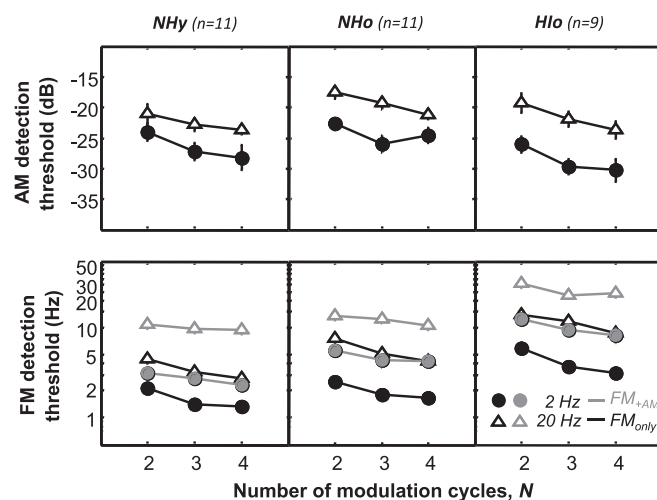 NHy (n=11)
NHo (n=11)
HIo (n=9)
AM detection
threshold (dB)
-15
-20
-25
-30
-35
FM detection
threshold (Hz)
50
30
20
10
5
2
1
2 Hz
FM+AM
20 Hz
FMonly
2 3 4
2 3 4
2 3 4
Number of modulation cycles, N